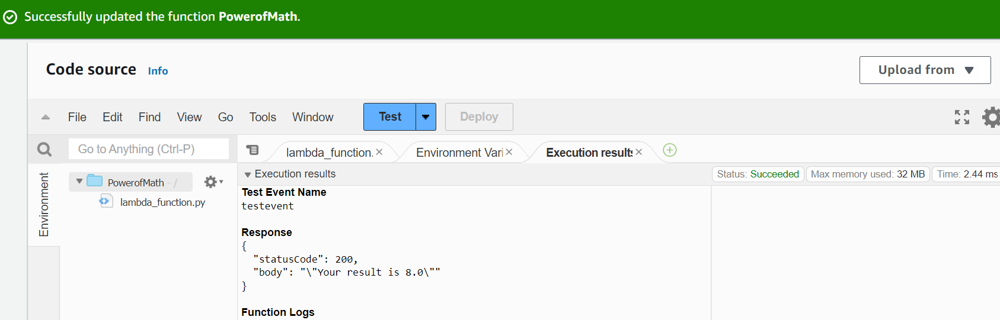 Successfully updated the function PowerofMath.
Code source Info
Upload from
File Edit Find View Go Tools Window Test Deploy
Go to Anything (Ctrl-P)
lambda_function. Environment Vari Execution results
Execution results Status: Succeeded Max memory used: 32 MB Time: 2.44 ms
Environment
PowerofMath - /
lambda_function.py
Test Event Name
testevent
Response
{
"statusCode": 200,
"body": "\"Your result is 8.0\""
}
Function Logs